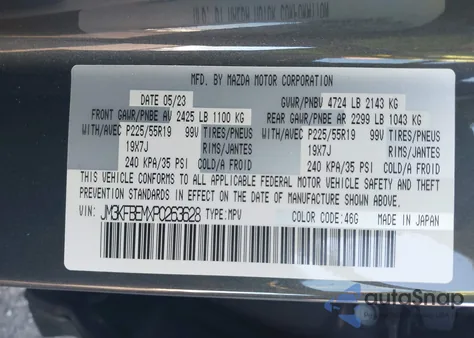 MFD. BY MAZDA MOTOR CORPORATION
DATE 05/23 GVWR/PNBV 4724 LB 2143 KG
FRONT GAWR/PNBE AV 2425 LB 1100 KG REAR GAWR/PNBE AR 2299 LB 1043 KG
WITH/AVEC P225/55R19 99V TIRES/PNEUS WITH/AVEC P225/55R19 99V TIRES/PNEUS
19X7J RIMS/JANTES 19X7J RIMS/JANTES
240 KPA/35 PSI COLD/A FROID 240 KPA/35 PSI COLD/A FROID
THIS VEHICLE CONFORMS TO ALL APPLICABLE FEDERAL MOTOR VEHICLE SAFETY AND THEFT
PREVENTION STANDARDS IN EFFECT ON THE DATE OF MANUFACTURE SHOWN ABOVE.
VIN: JM3KFBEMXP0263628 TYPE:MPV
COLOR: 46G MADE IN JAPAN
autoSnap